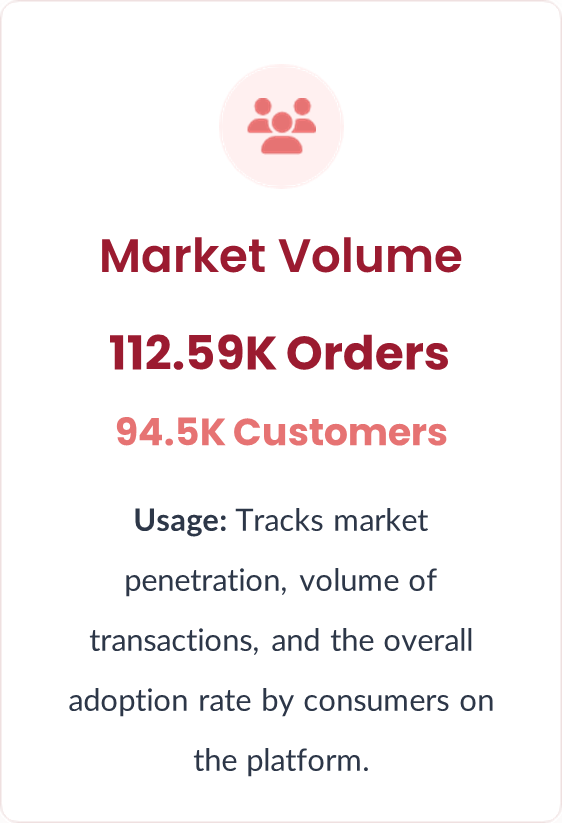 Market Volume
112.59K Orders
94.5K Customers
Usage: Tracks market
penetration, volume of
transactions, and the overall
adoption rate by consumers on
the platform.